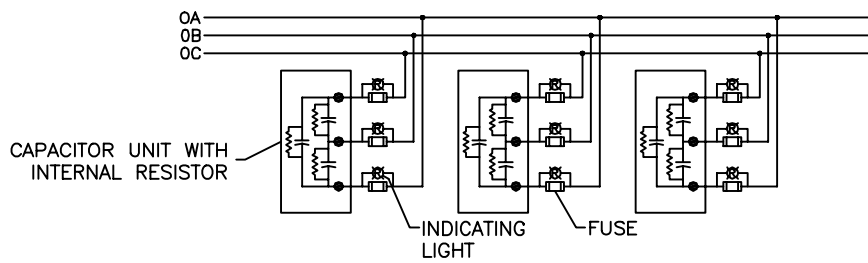 0A
0B
0C
CAPACITOR UNIT WITH
INTERNAL RESISTOR
INDICATING
LIGHT
FUSE